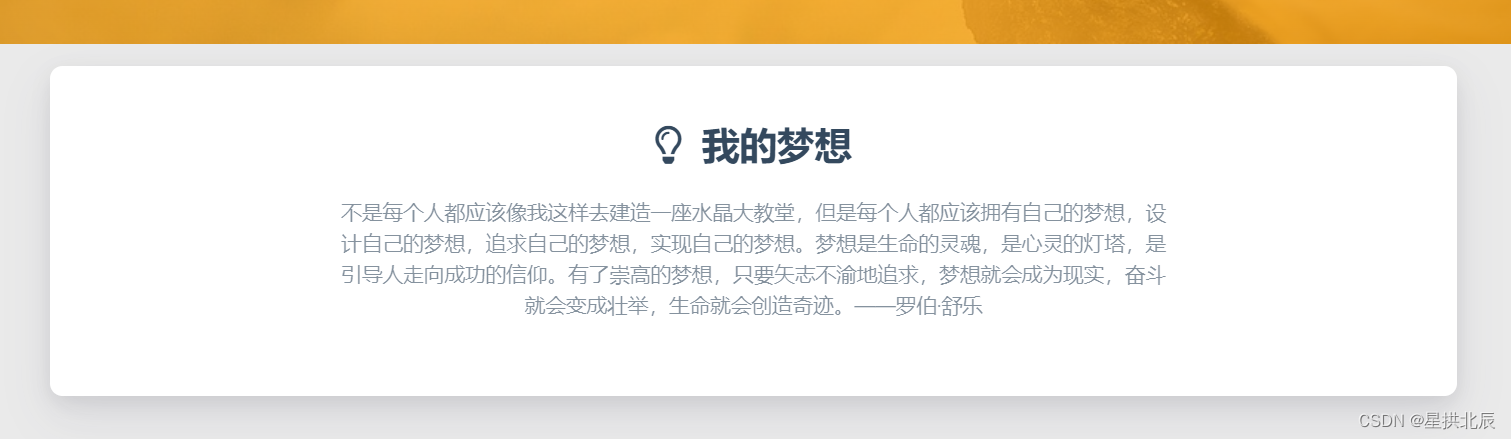 我的梦想
不是每个人都应该像我这样去建造一座水晶大教堂，但是每个人都应该拥有自己的梦想，设
计自己的梦想，追求自己的梦想，实现自己的梦想。梦想是生命的灵魂，是心灵的灯塔，是
引导人走向成功的信仰。有了崇高的梦想，只要矢志不渝地追求，梦想就会成为现实，奋斗
就会变成壮举，生命就会创造奇迹。——罗伯·舒乐
CSDN @星拱北辰